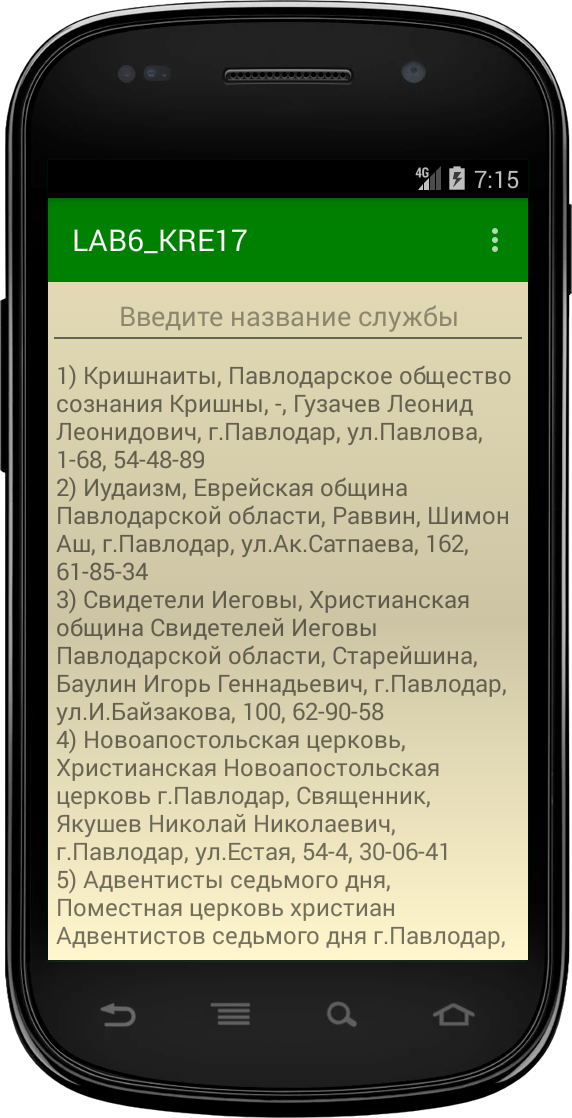 4G 7:15
LAB6_KRE17
Введите название службы
1) Кришнаиты, Павлодарское общество
сознания Кришны, -, Гузачев Леонид
Леонидович, г.Павлодар, ул.Павлова,
1-68, 54-48-89
2) Иудаизм, Еврейская община
Павлодарской области, Раввин, Шимон
Аш, г.Павлодар, ул.Ак.Сатпаева, 162,
61-85-34
3) Свидетели Иеговы, Христианская
община Свидетелей Иеговы
Павлодарской области, Старейшина,
Баулин Игорь Геннадьевич, г.Павлодар,
ул.И.Байзакова, 100, 62-90-58
4) Новоапостольская церковь,
Христианская Новоапостольская
церковь г.Павлодар, Священник,
Якушев Николай Николаевич,
г.Павлодар, ул.Естая, 54-4, 30-06-41
5) Адвентисты седьмого дня,
Поместная церковь христиан
Адвентистов седьмого дня г.Павлодар,